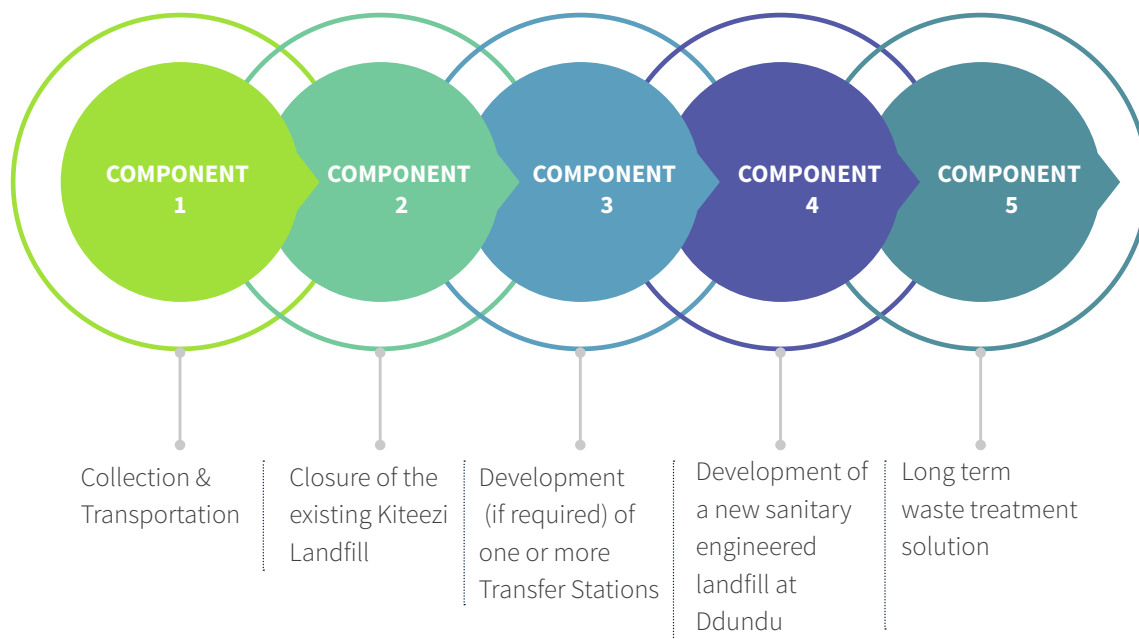 COMPONENT
1
COMPONENT
2
COMPONENT
3
COMPONENT
4
COMPONENT
5
Collection &
Transportation
Closure of the
existing Kiteezi
Landfill
Development
(if required) of
one or more
Transfer Stations
Development of
a new sanitary
engineered
landfill at
Ddundu
Long term
waste treatment
solution